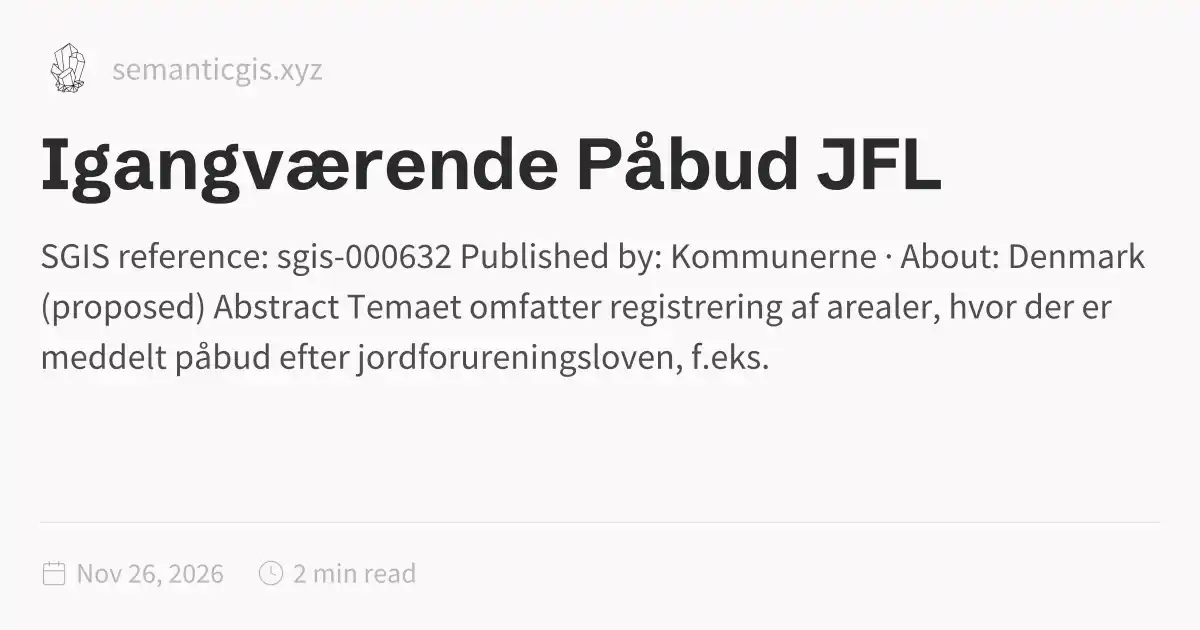 semanticgis.xyz
Igangværende Påbud JFL
SGIS reference: sgis-000632 Published by: Kommunerne · About: Denmark
(proposed) Abstract Temaet omfatter registrering af arealer, hvor der er
meddelt påbud efter jordforureningsloven, f.eks.
Nov 26, 2026 2 min read